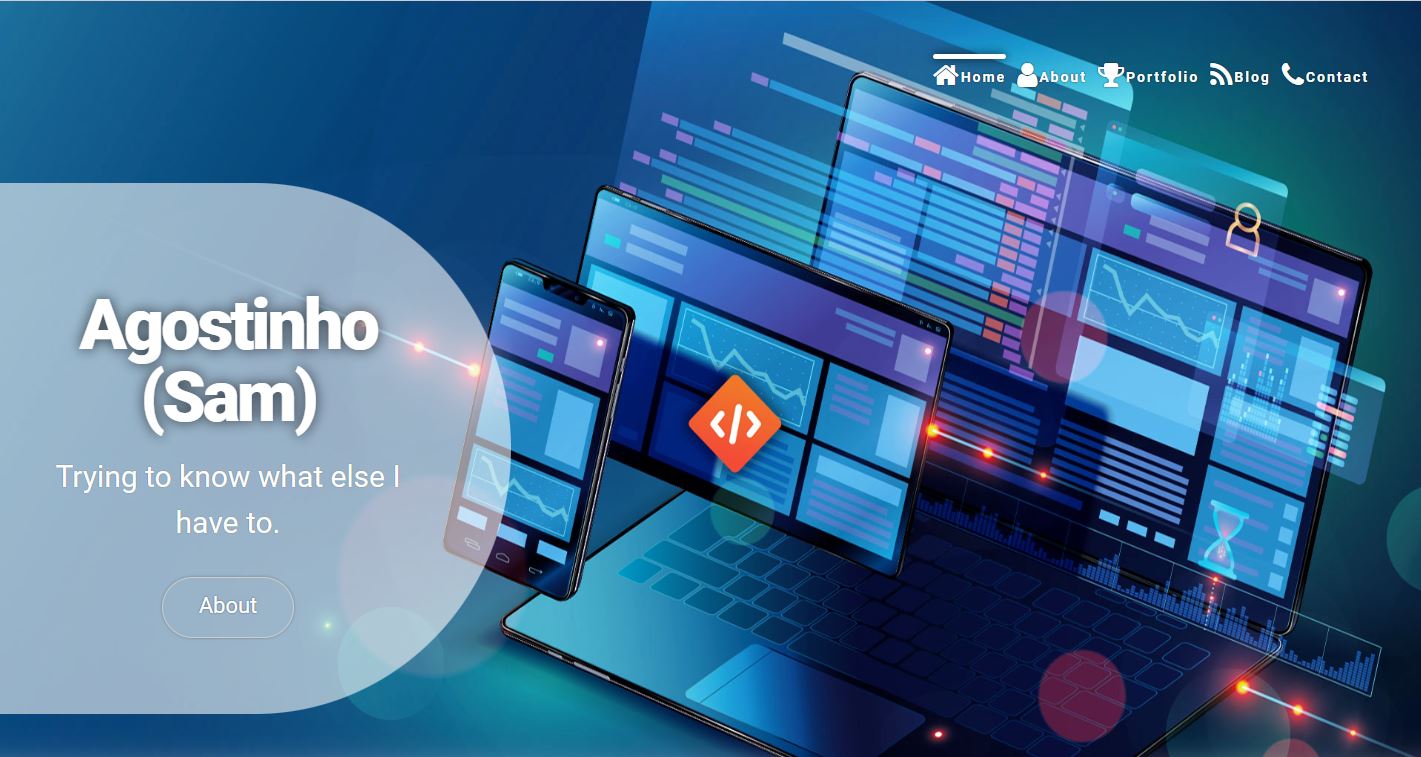 Home About Portfolio Blog Contact
Agostinho
(Sam)
Trying to know what else I
have to.
About